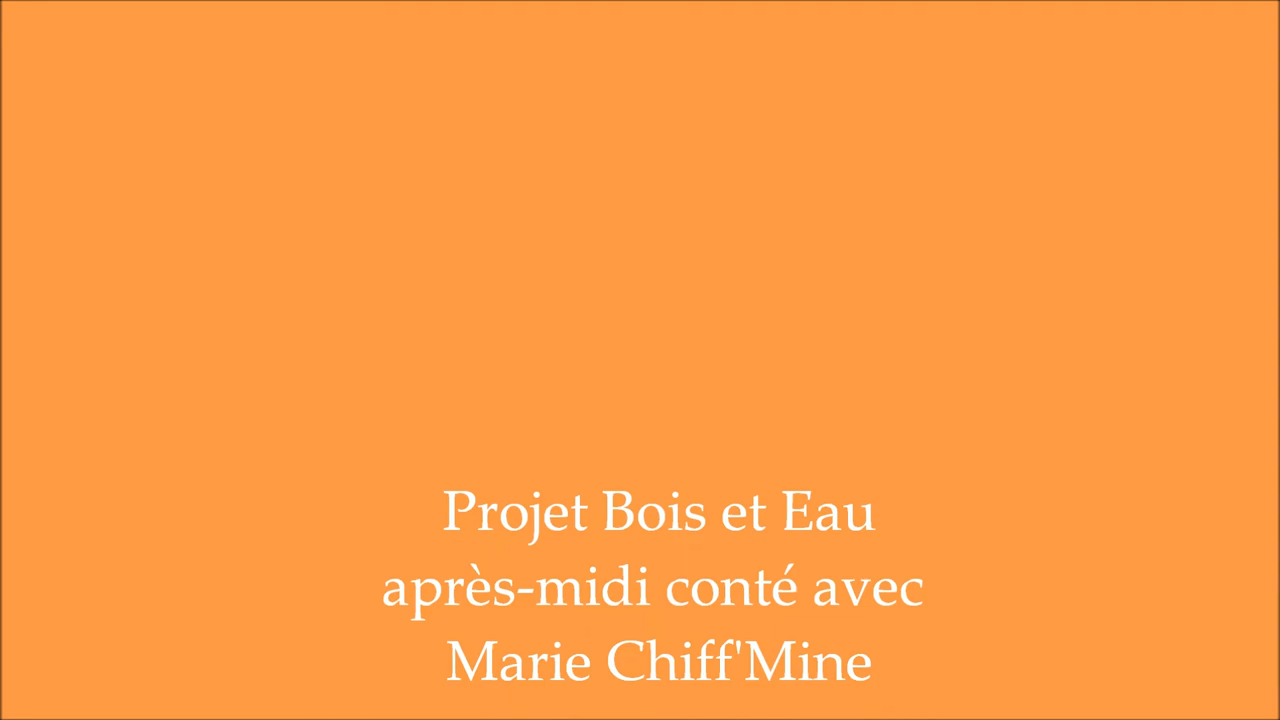 Projet Bois et Eau
après-midi conté avec
Marie Chiff'Mine